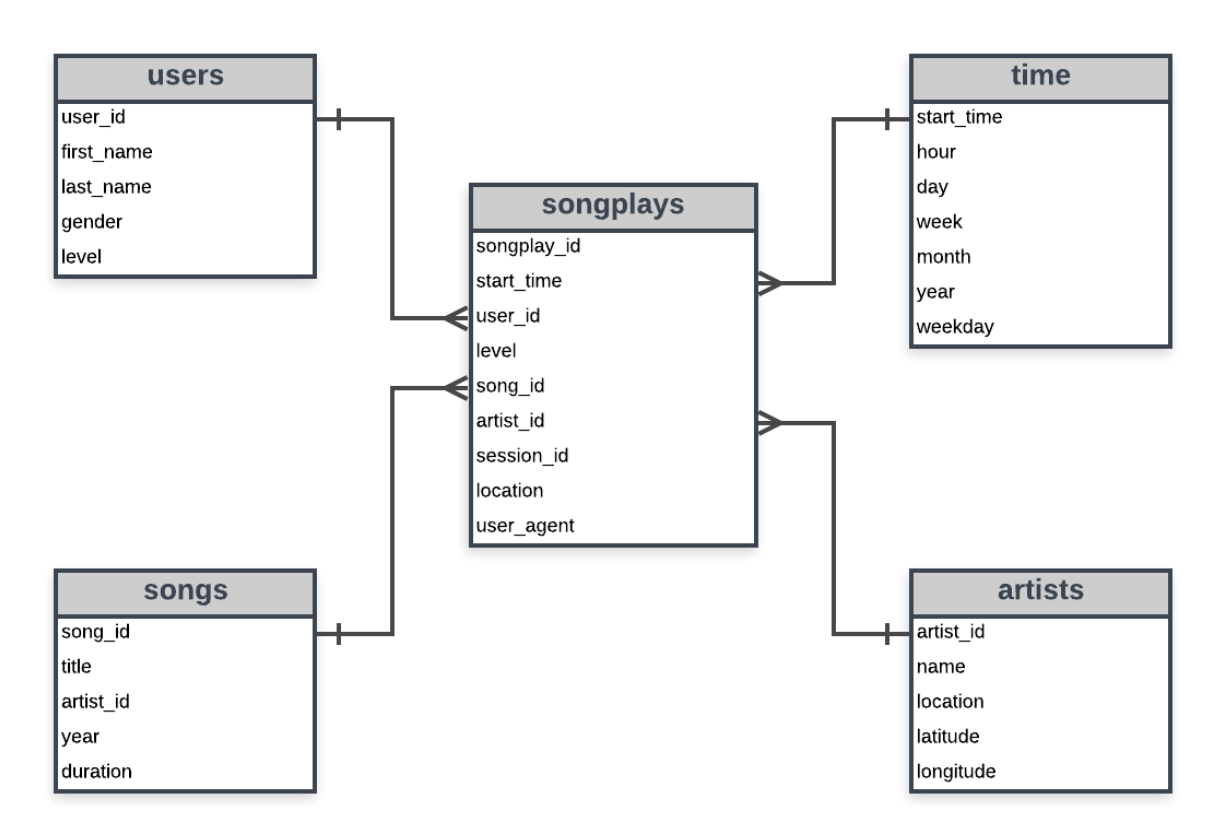 users
user_id
first_name
last_name
gender
level
time
start_time
hour
day
week
month
year
weekday
songplays
songplay_id
start_time
user_id
level
song_id
artist_id
session_id
location
user_agent
songs
song_id
title
artist_id
year
duration
artists
artist_id
name
location
latitude
longitude